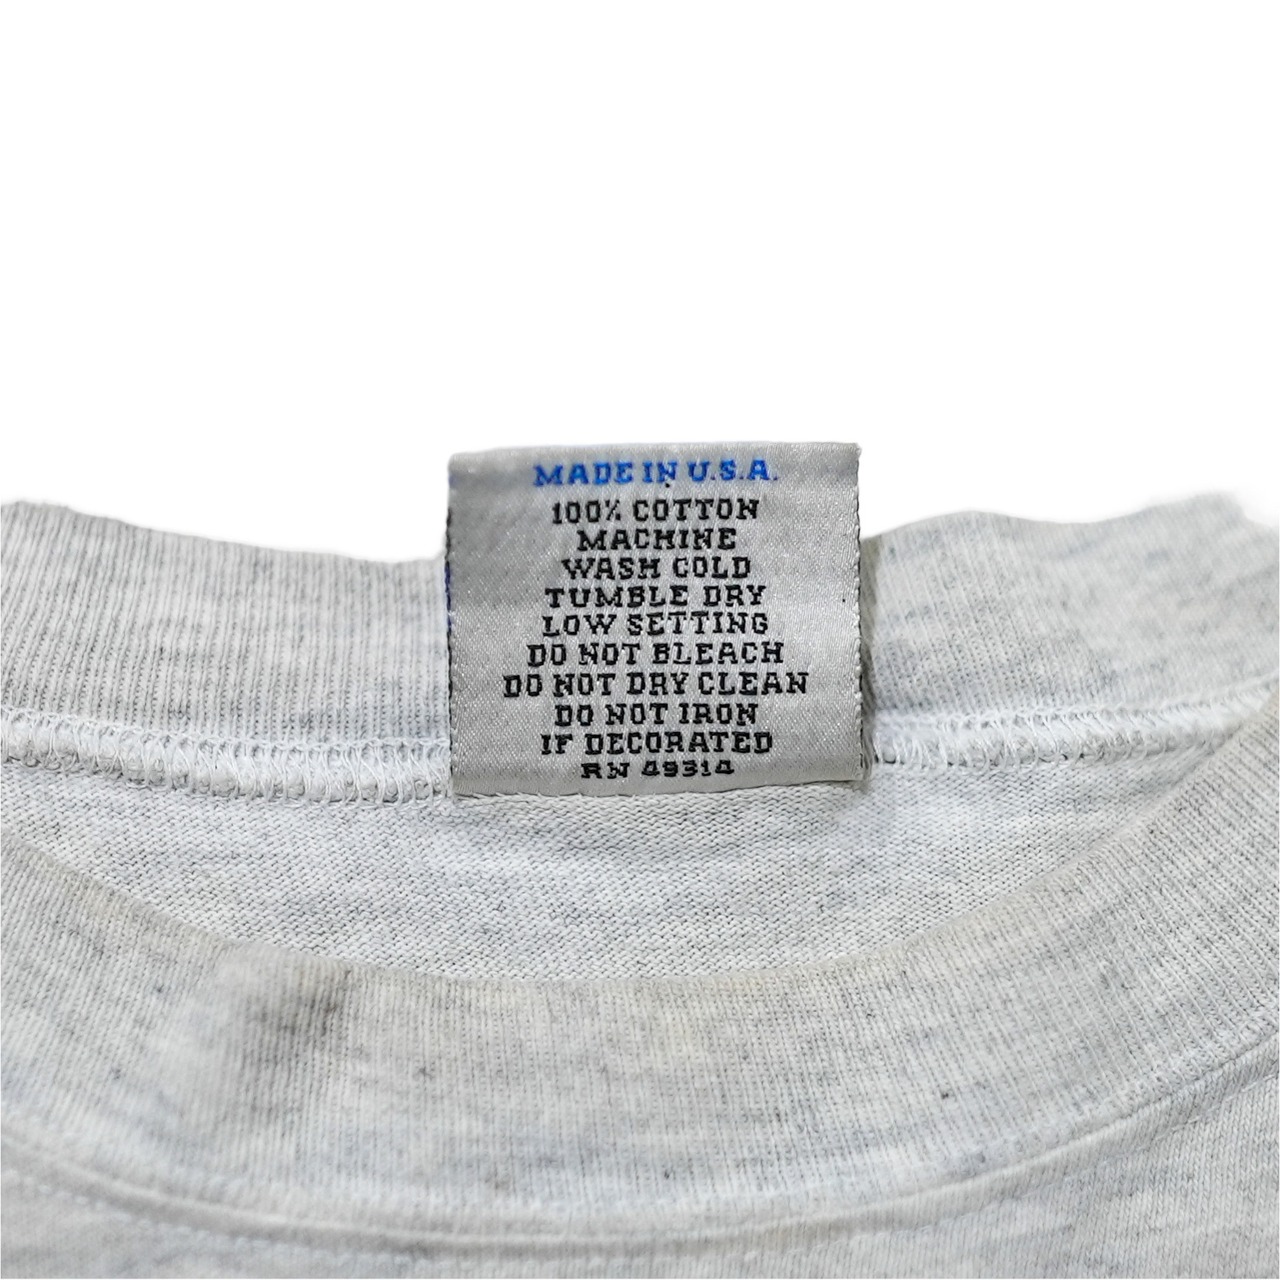 MADE IN U.S.A.
100% COTTON
MACHINE
WASH COLD
TUMBLE DRY
LOW SETTING
DO NOT BLEACH
DO NOT DRY CLEAN
DO NOT IRON
IF DECORATED
RN 49314